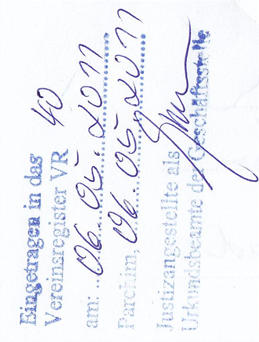 Eingetragen in das
Vereinsregister VR 40
am: 06.05.2011
Parchim, 06.05.2011
Justizangestellte als
Urkundsbeamte der Geschäftsstelle